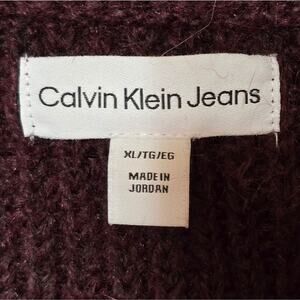 Calvin Klein Jeans
XL/TG/EG
MADE IN
JORDAN